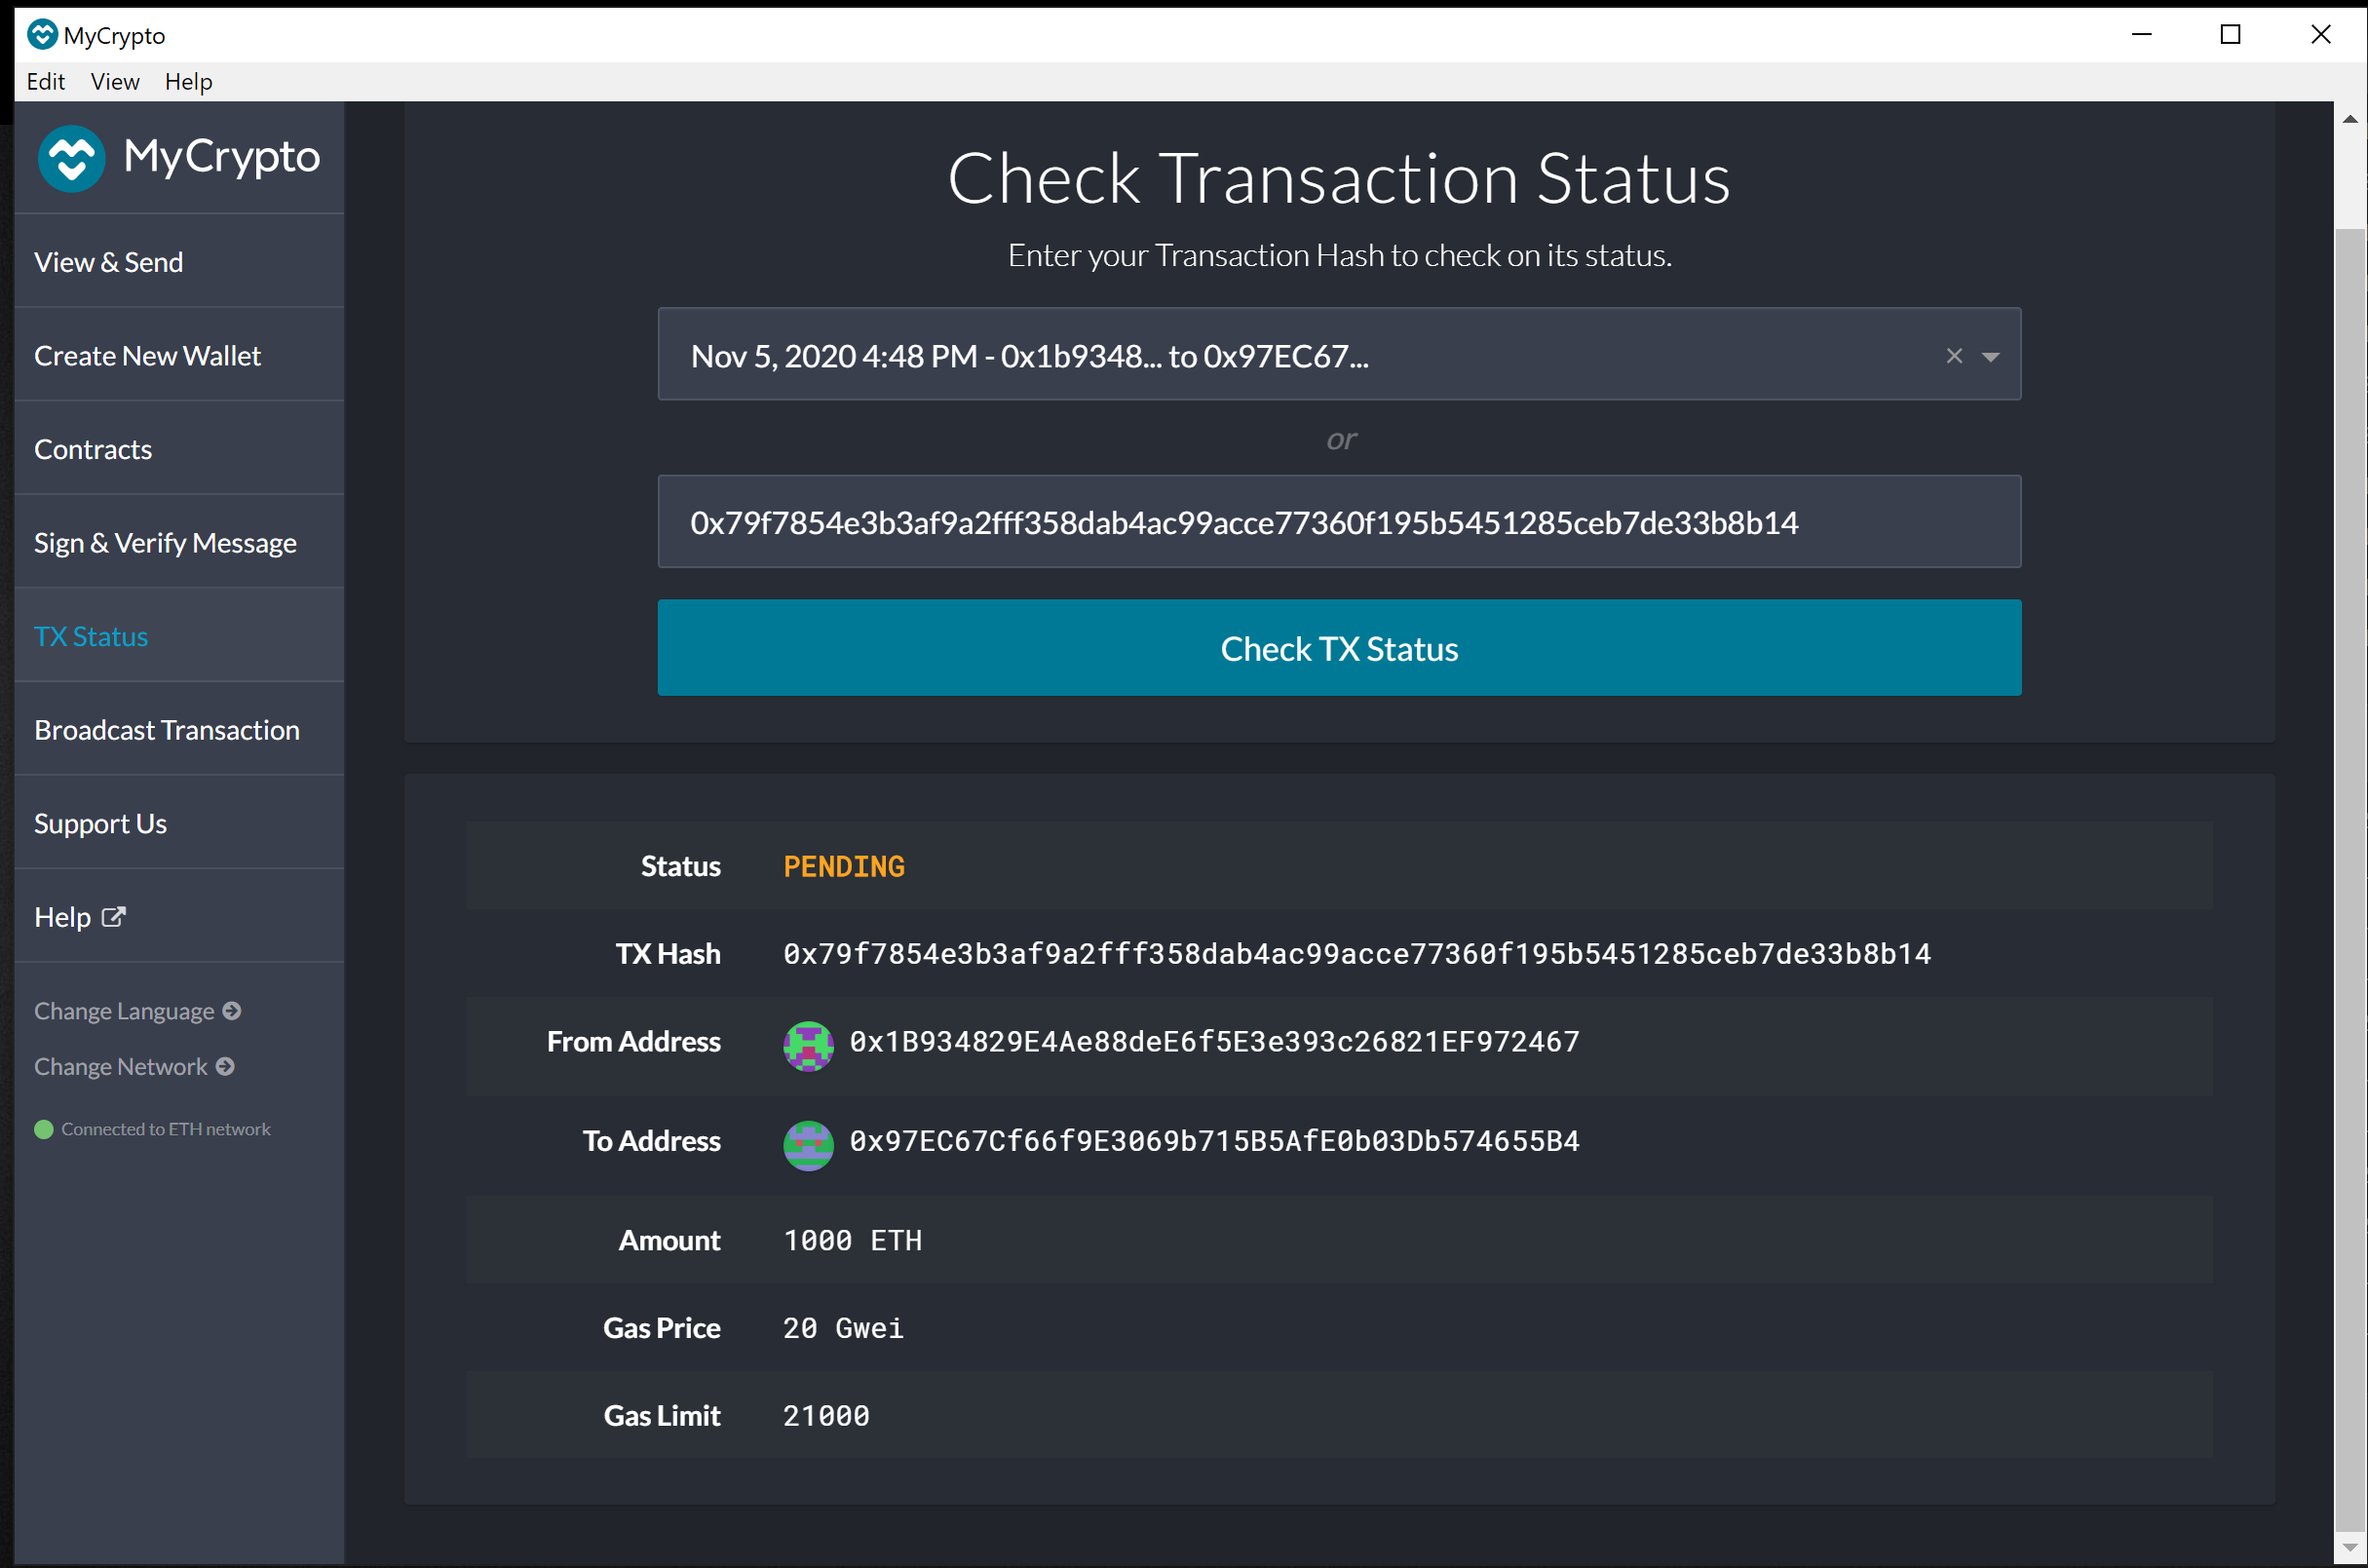 MyCrypto
Edit View Help
MyCrypto
View & Send
Create New Wallet
Contracts
Sign & Verify Message
TX Status
Broadcast Transaction
Support Us
Help
Change Language
Change Network
Connected to ETH network
Check Transaction Status
Enter your Transaction Hash to check on its status.
Nov 5, 2020 4:48 PM - 0x1b9348... to 0x97EC67...
or
0x79f7854e3b3af9a2fff358dab4ac99acce77360f195b5451285ceb7de33b8b14
Check TX Status
Status PENDING
TX Hash 0x79f7854e3b3af9a2fff358dab4ac99acce77360f195b5451285ceb7de33b8b14
From Address 0x1B934829E4Ae88deE6f5E3e393c26821EF972467
To Address 0x97EC67Cf66f9E3069b715B5AfE0b03Db574655B4
Amount 1000 ETH
Gas Price 20 Gwei
Gas Limit 21000